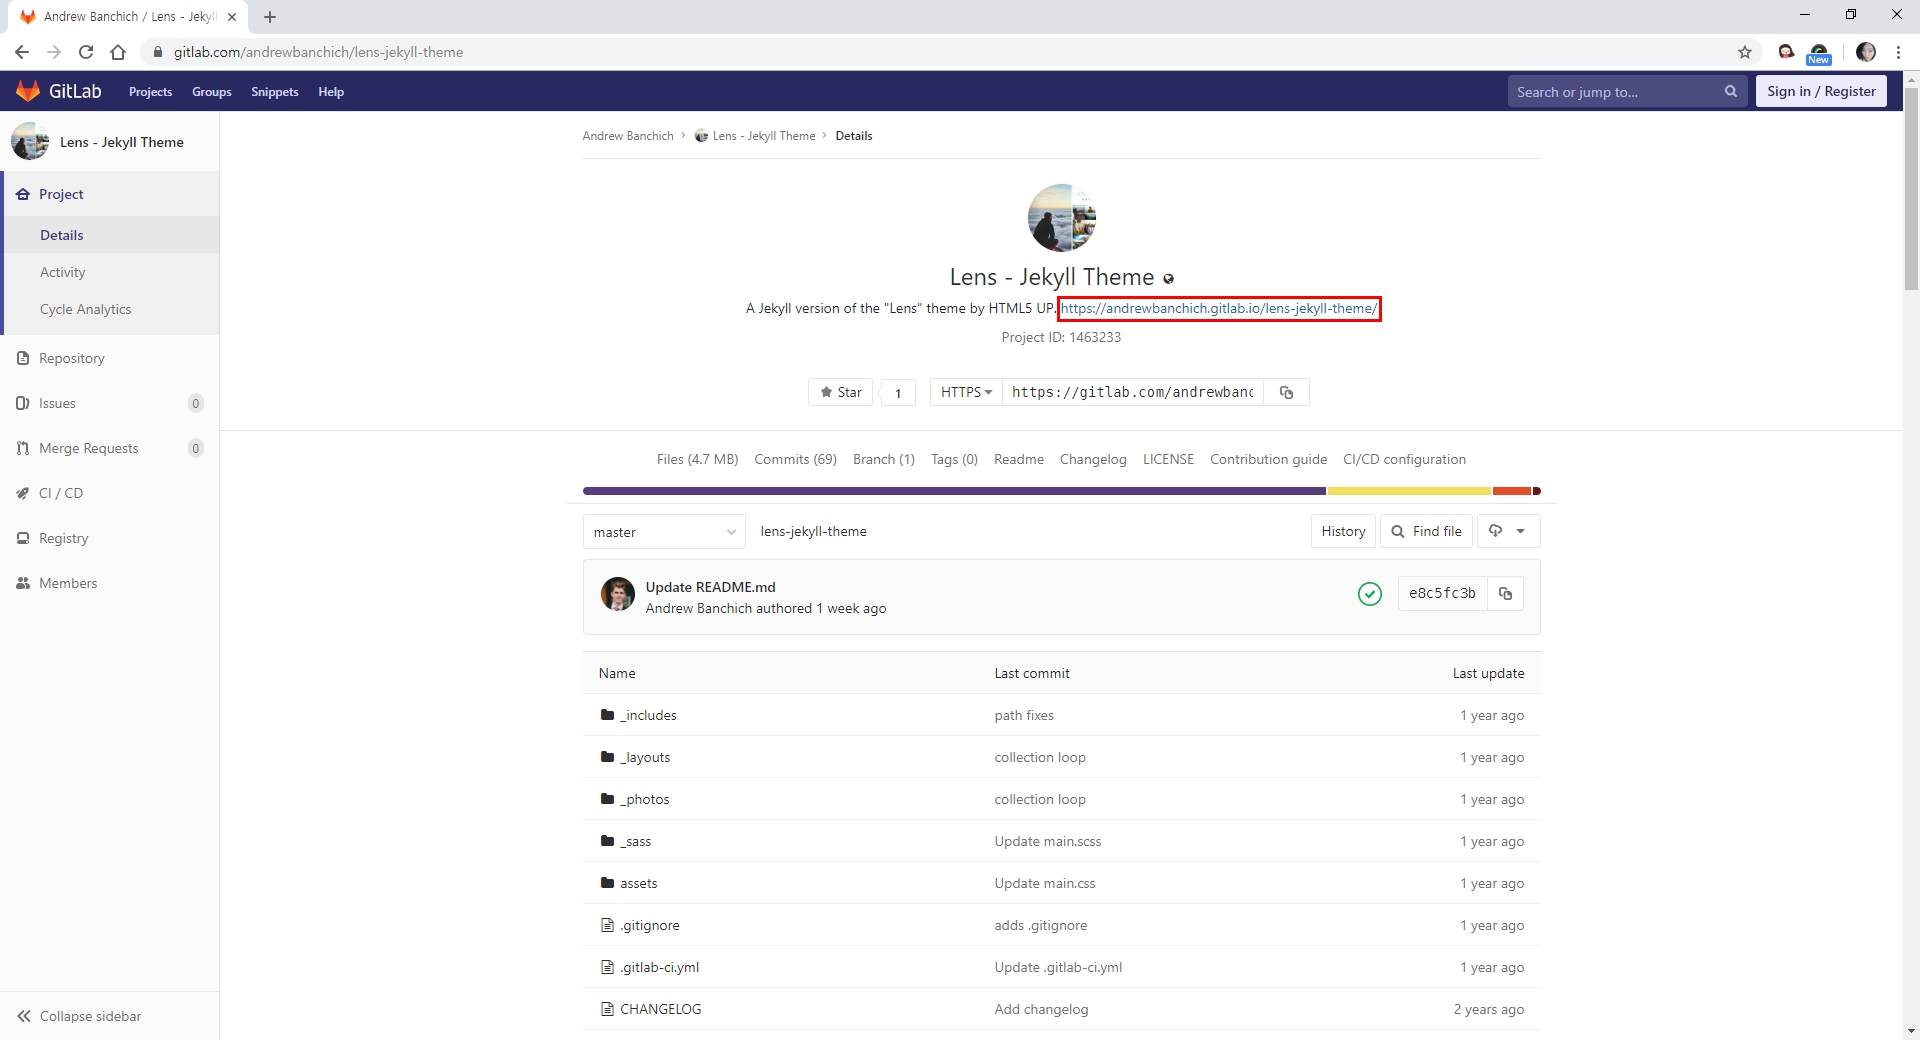 Andrew Banchich / Lens - Jekyll
gitlab.com/andrewbanchich/lens-jekyll-theme
New
GitLab Projects Groups Snippets Help Search or jump to... Sign in / Register
Lens - Jekyll Theme
Project
Details
Activity
Cycle Analytics
Repository
Issues 0
Merge Requests 0
CI / CD
Registry
Members
Collapse sidebar
Andrew Banchich › Lens - Jekyll Theme › Details
Lens - Jekyll Theme
A Jekyll version of the "Lens" theme by HTML5 UP. https://andrewbanchich.gitlab.io/lens-jekyll-theme/
Project ID: 1463233
Star 1 HTTPS https://gitlab.com/andrewbanc
Files (4.7 MB) Commits (69) Branch (1) Tags (0) Readme Changelog LICENSE Contribution guide CI/CD configuration
master lens-jekyll-theme History Find file
Update README.md
Andrew Banchich authored 1 week ago
e8c5fc3b
Name Last commit Last update
_includes path fixes 1 year ago
_layouts collection loop 1 year ago
_photos collection loop 1 year ago
_sass Update main.scss 1 year ago
assets Update main.css 1 year ago
.gitignore adds .gitignore 1 year ago
.gitlab-ci.yml Update .gitlab-ci.yml 1 year ago
CHANGELOG Add changelog 2 years ago